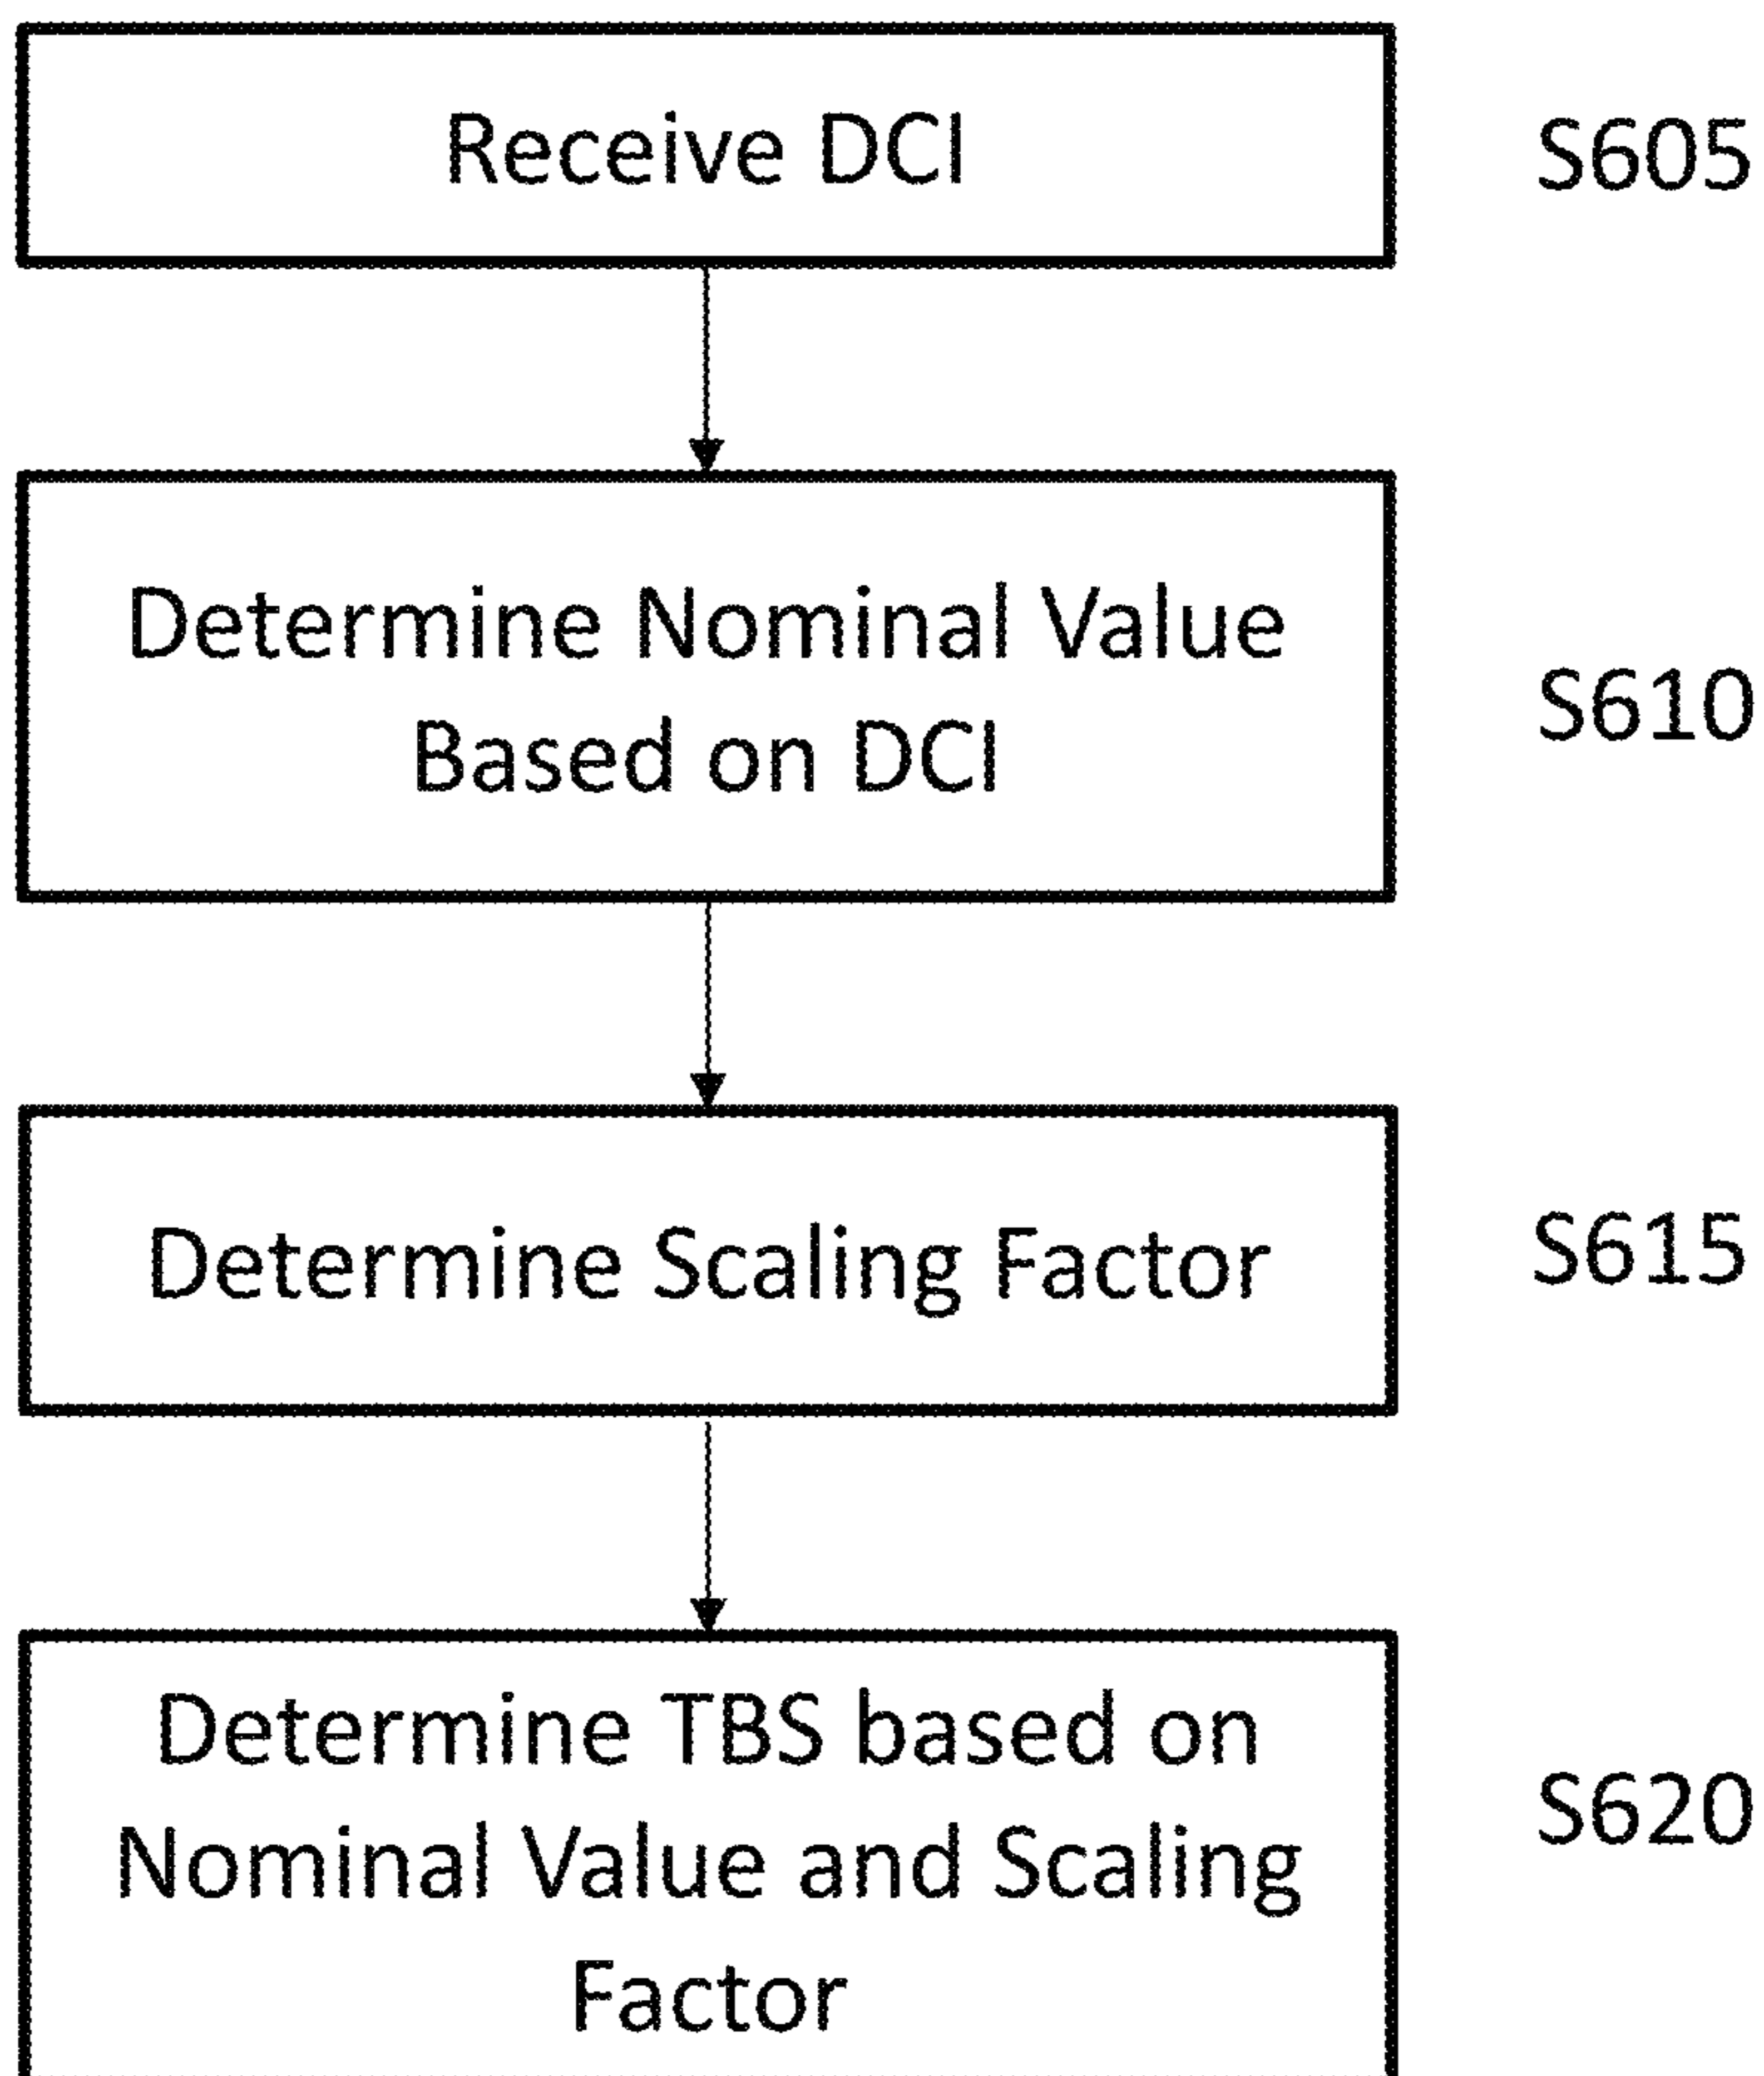 Receive DCI
S605
Determine Nominal Value
Based on DCI
S610
Determine Scaling Factor
S615
Determine TBS based on
Nominal Value and Scaling
Factor
S620